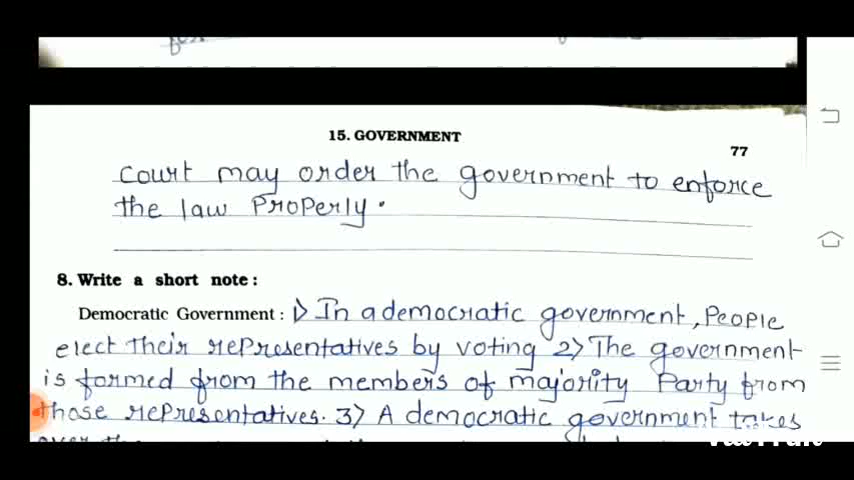 15. GOVERNMENT
77
court may order the government to enforce
the law Properly.
8. Write a short note :
Democratic Government : 1) In a democratic government, People
elect their representatives by voting 2) The government
is formed from the members of majority Party from
those representatives. 3) A democratic government takes
over the